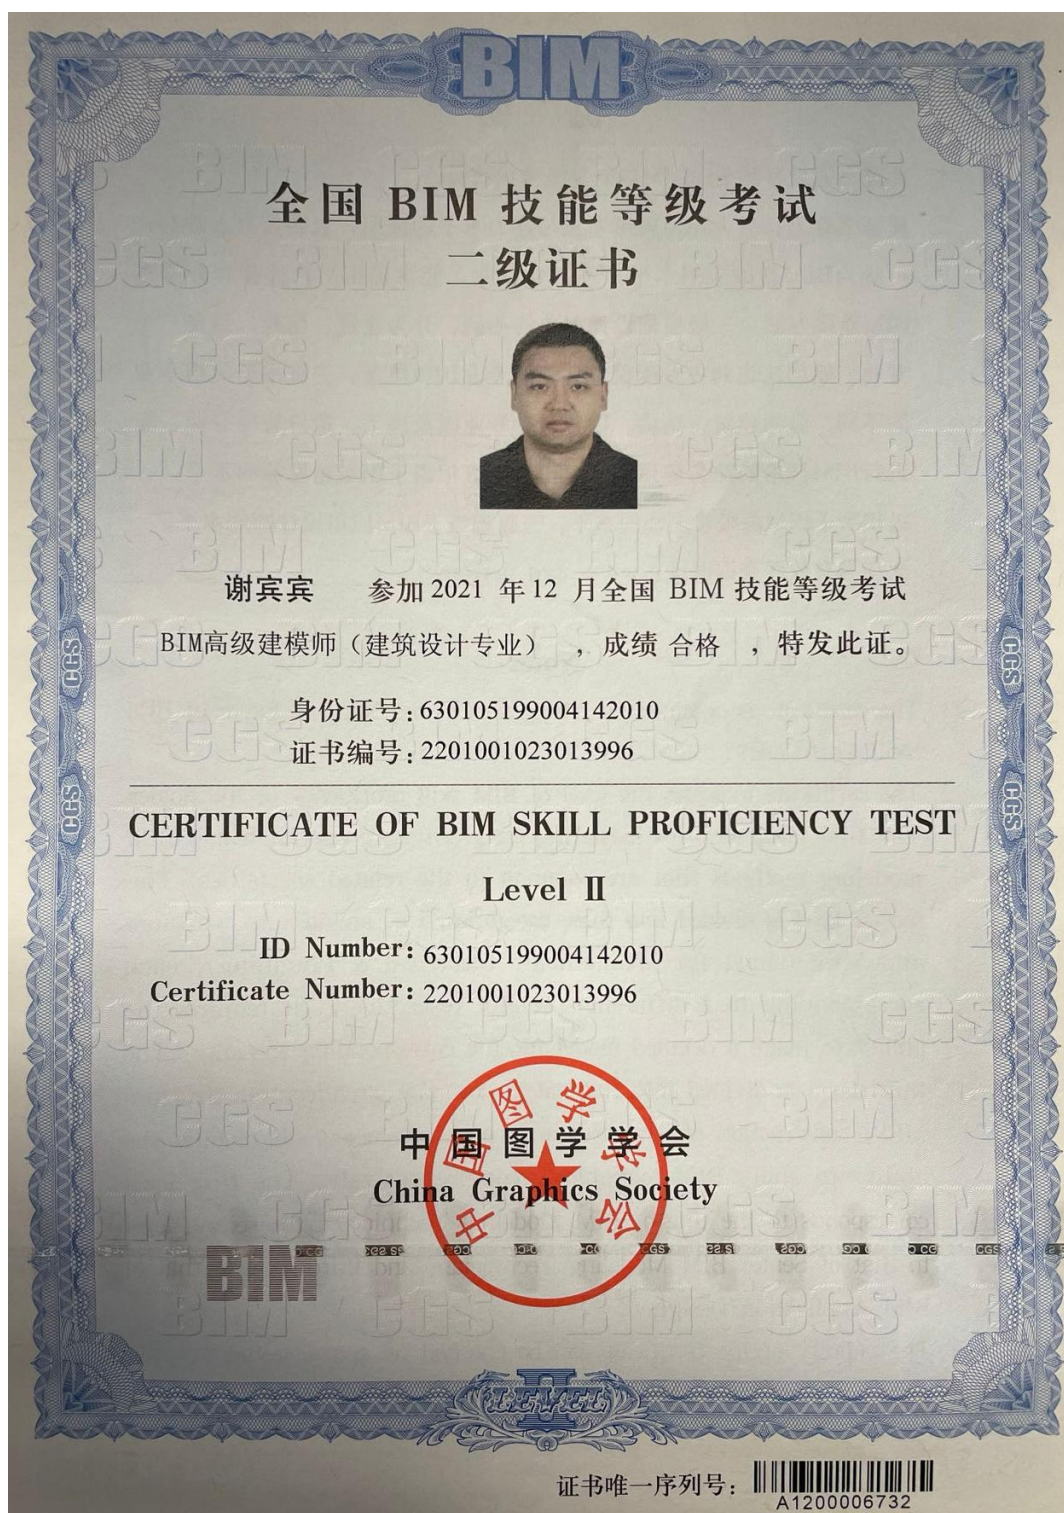 BIM
全国 BIM 技能等级考试
二级证书
谢宾宾 参加 2021 年 12 月全国 BIM 技能等级考试
BIM高级建模师（建筑设计专业），成绩 合格 ，特发此证。
身份证号：630105199004142010
证书编号：2201001023013996
CERTIFICATE OF BIM SKILL PROFICIENCY TEST
Level II
ID Number: 630105199004142010
Certificate Number: 2201001023013996
中国图学学会
China Graphics Society
中国图学学会
BIM
LEVEL II
证书唯一序列号：
A1200006732
CGS
CGS
CGS
CGS